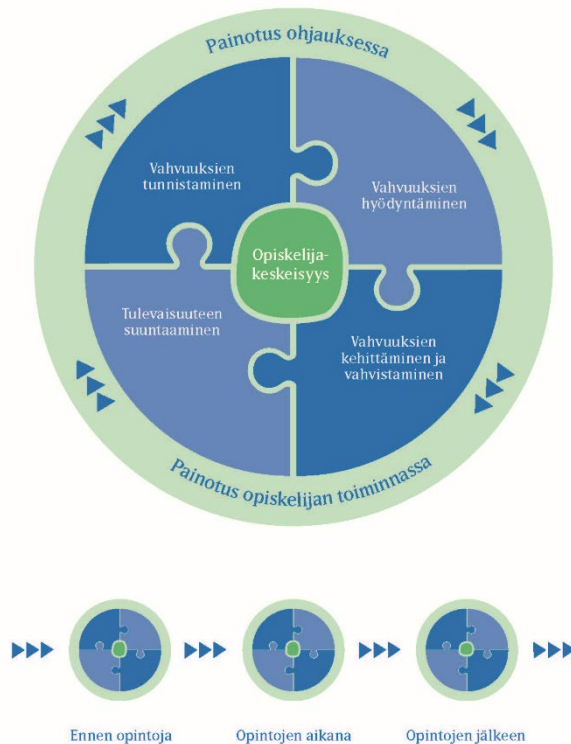 Painotus ohjauksessa
Vahvuuksien
tunnistaminen
Vahvuuksien
hyödyntäminen
Opiskelija-
keskeisyys
Tulevaisuuteen
suuntaaminen
Vahvuuksien
kehittäminen ja
vahvistaminen
Painotus opiskelijan toiminnassa
Ennen opintoja
Opintojen aikana
Opintojen jälkeen